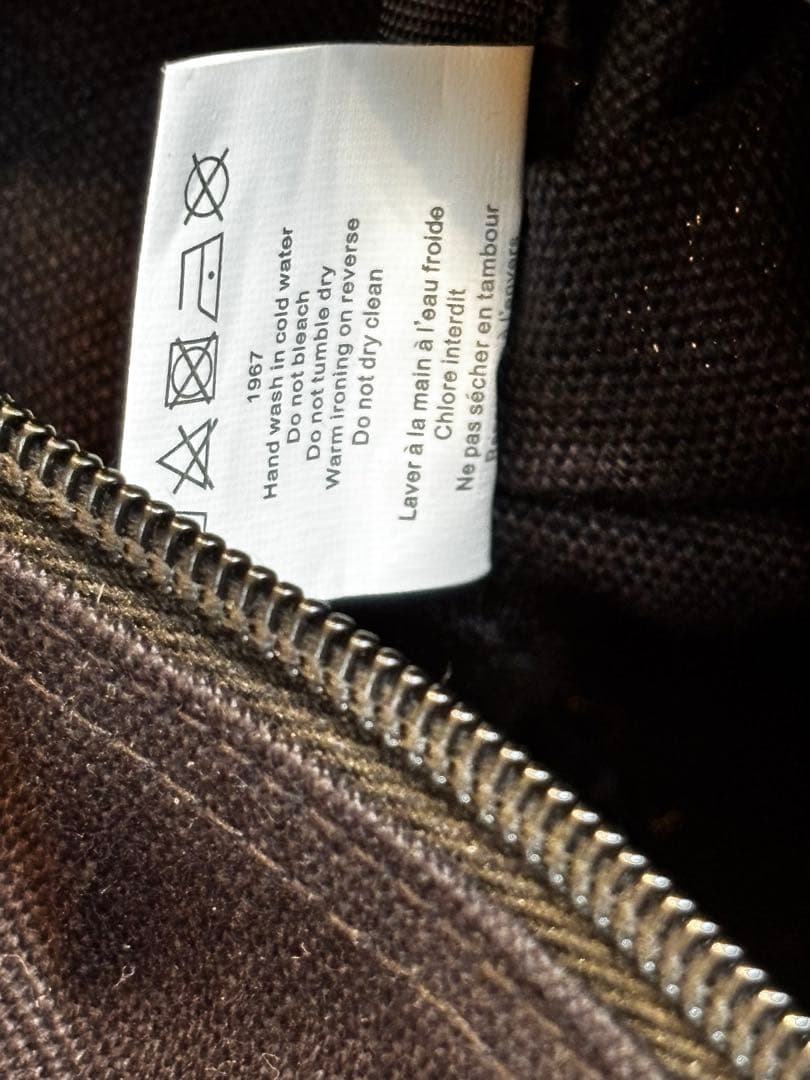 1967
Hand wash in cold water
Do not bleach
Do not tumble dry
Warm ironing on reverse
Do not dry clean
Laver à la main à l'eau froide
Chlore interdit
Ne pas sécher en tambour
à l'envers